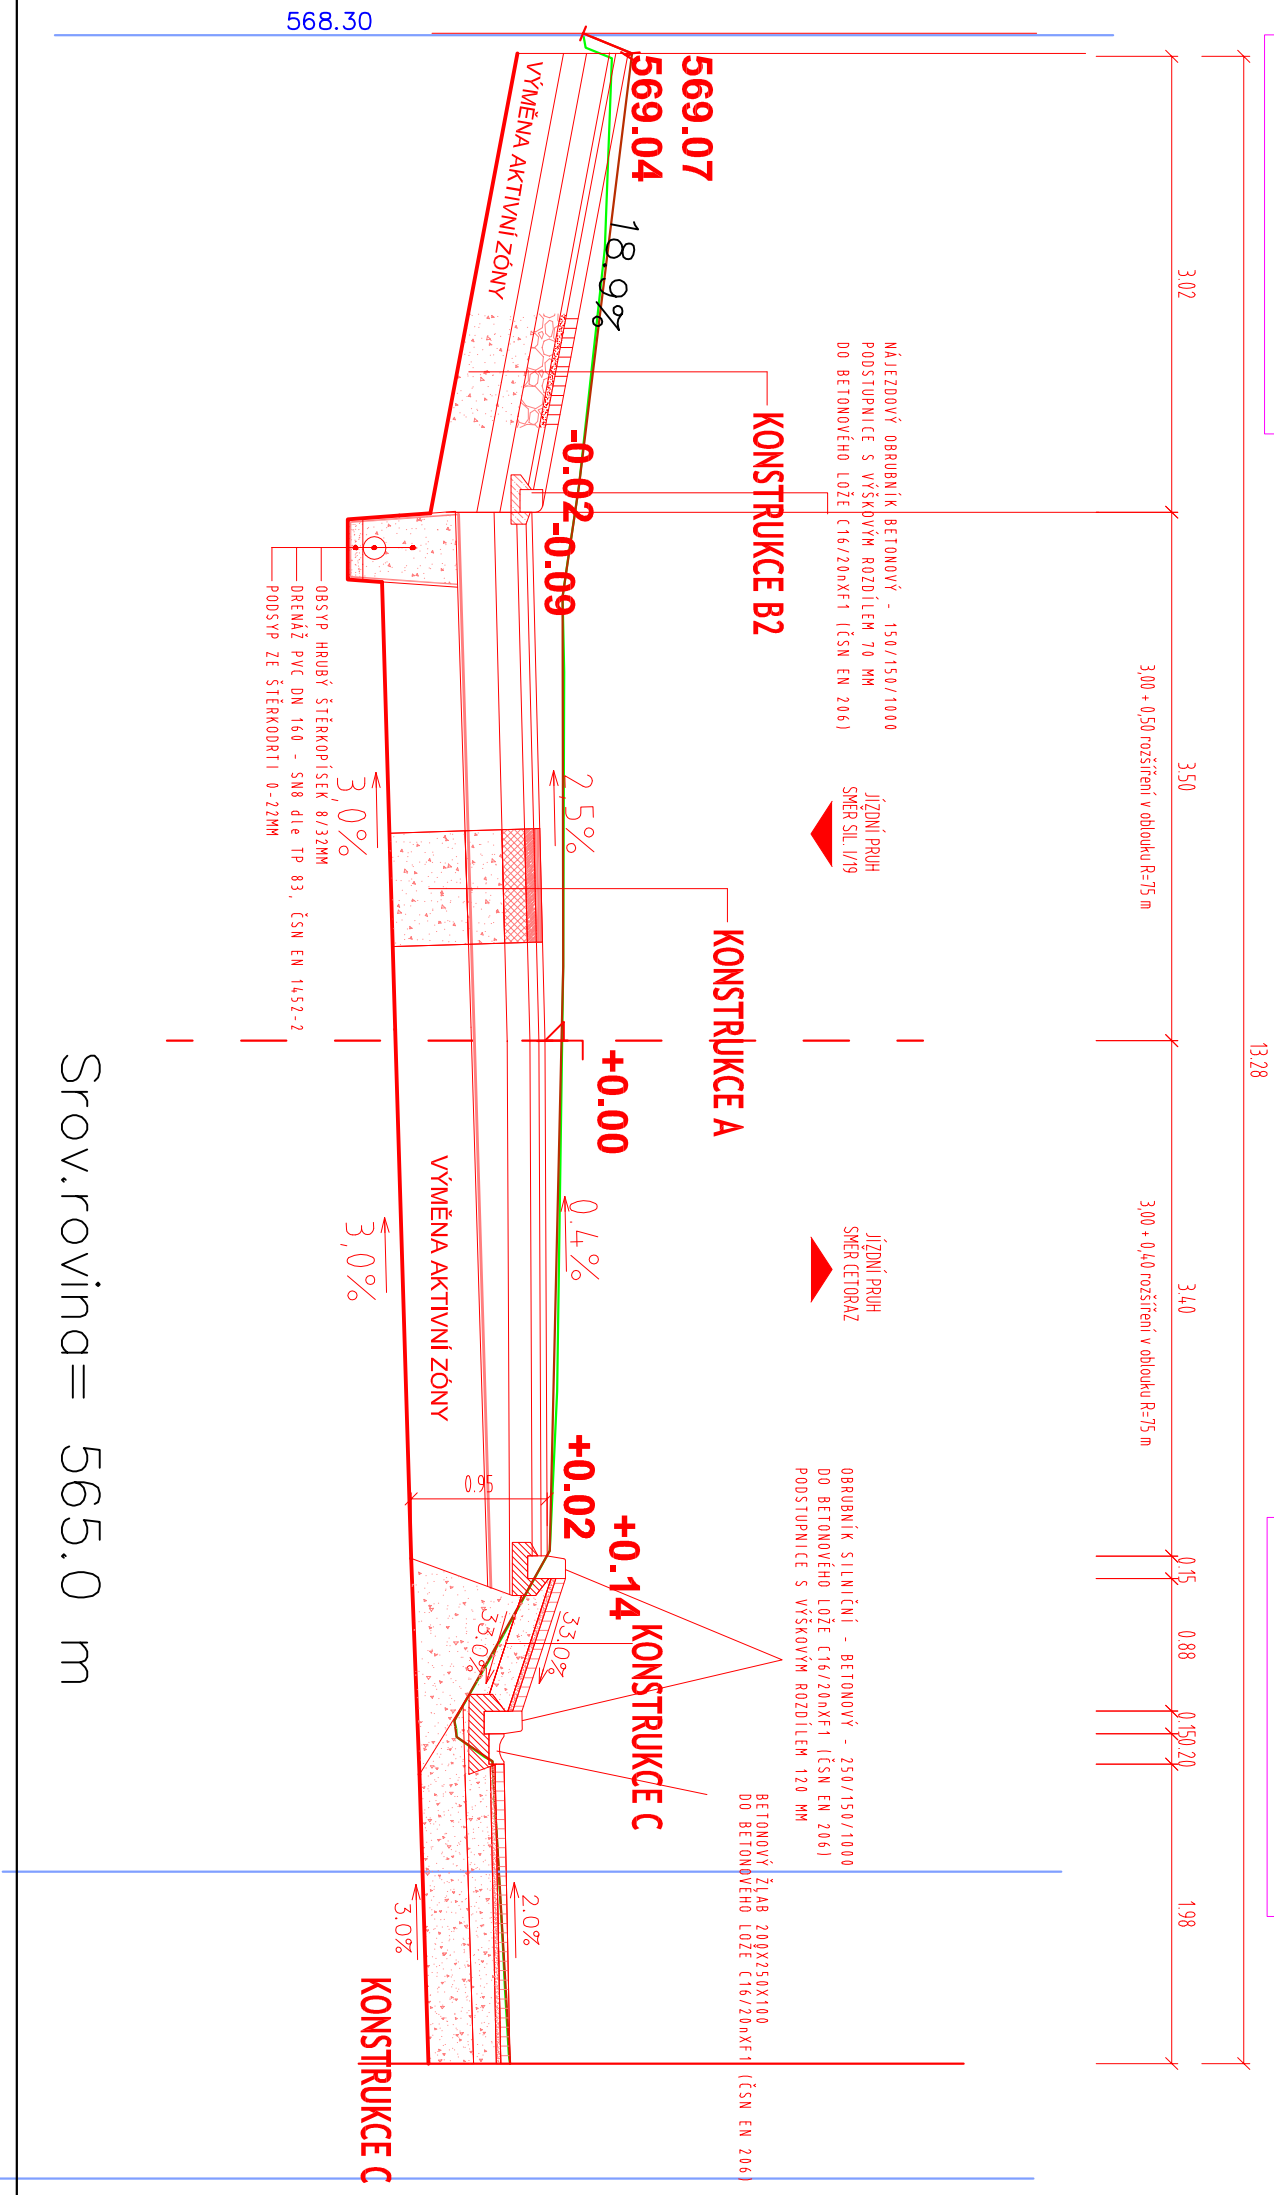 568.30
13.28
3.02
3.50
3.40
0.15
0.88
0.15
0.20
1.98
3,00 + 0,50 rozšíření v oblouku R=75 m
3,00 + 0,40 rozšíření v oblouku R=75 m
NÁJEZDOVÝ OBRUBNÍK BETONOVÝ - 150/150/1000
PODSTUPNICE S VÝŠKOVÝM ROZDÍLEM 70 MM
DO BETONOVÉHO LOŽE C16/20nXF1 (ČSN EN 206)
JÍZDNÍ PRUH
SMĚR SIL. I/19
JÍZDNÍ PRUH
SMĚR CETORAZ
OBRUBNÍK SILNIČNÍ - BETONOVÝ - 250/150/1000
DO BETONOVÉHO LOŽE C16/20nXF1 (ČSN EN 206)
PODSTUPNICE S VÝŠKOVÝM ROZDÍLEM 120 MM
BETONOVÝ ŽLAB 200X250X100
DO BETONOVÉHO LOŽE C16/20nXF1 (ČSN EN 206)
569.07
569.04
18.9%
KONSTRUKCE B2
KONSTRUKCE A
-0.02
-0.09
+0.00
+0.02
+0.14
KONSTRUKCE C
2,5%
0.4%
33.0%
33.0%
2.0%
VÝMĚNA AKTIVNÍ ZÓNY
VÝMĚNA AKTIVNÍ ZÓNY
0.95
3,0%
3,0%
3.0%
KONSTRUKCE C
OBSYP HRUBÝ ŠTĚRKOPÍSEK 8/32MM
DRENÁŽ PVC DN 160 - SN8 dle TP 83, ČSN EN 1452-2
PODSYP ZE ŠTĚRKODRTI 0-22MM
Srov.rovina= 565.0 m